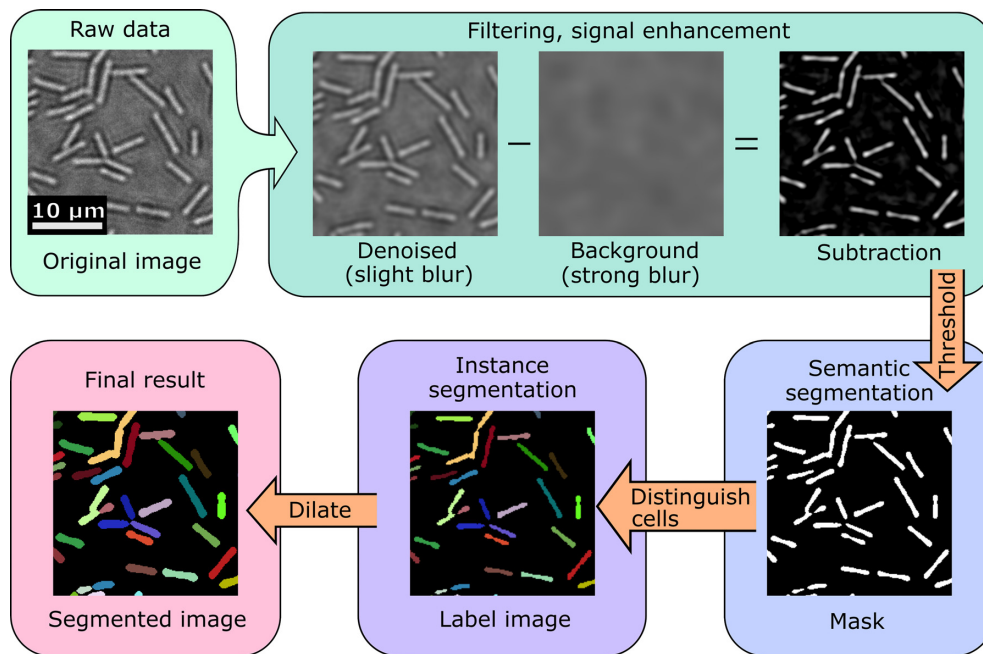 Raw data
10 µm
Original image
Filtering, signal enhancement
−
=
Denoised
(slight blur)
Background
(strong blur)
Subtraction
Threshold
Semantic
segmentation
Mask
Distinguish
cells
Instance
segmentation
Label image
Dilate
Final result
Segmented image